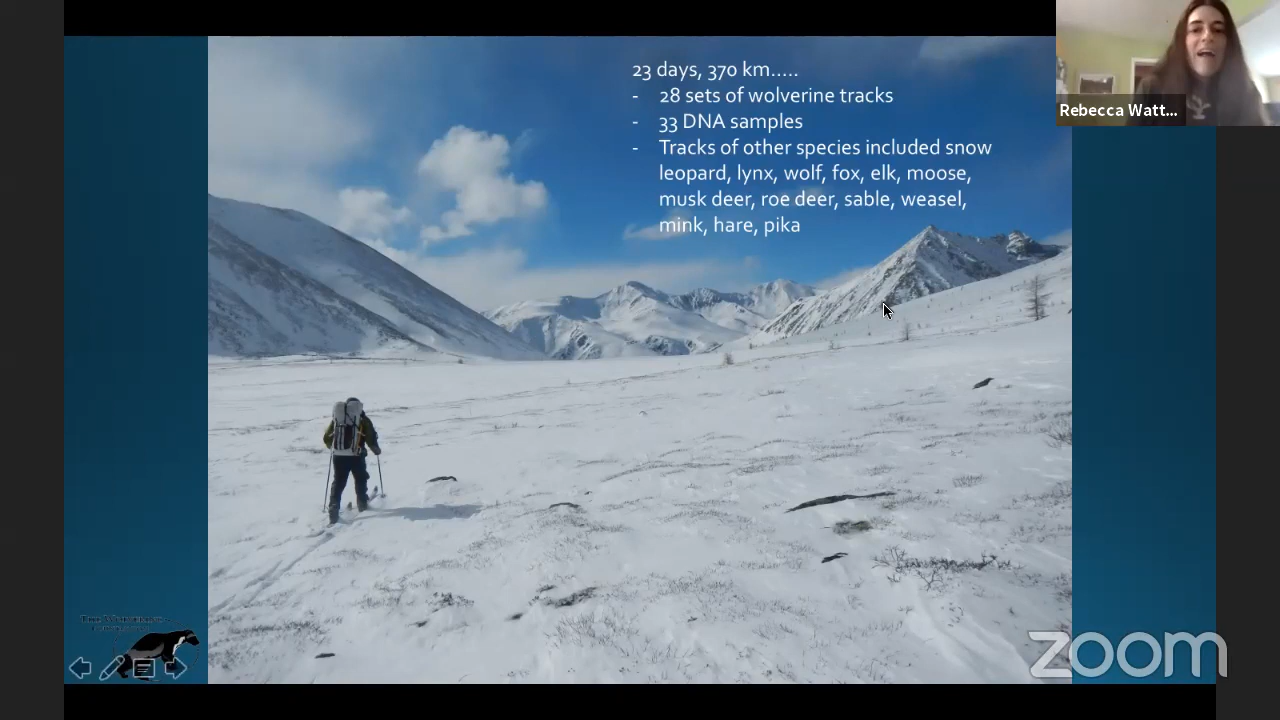 23 days, 370 km.....
- 28 sets of wolverine tracks
- 33 DNA samples
- Tracks of other species included snow
leopard, lynx, wolf, fox, elk, moose,
musk deer, roe deer, sable, weasel,
mink, hare, pika
Rebecca Watt...
zoom